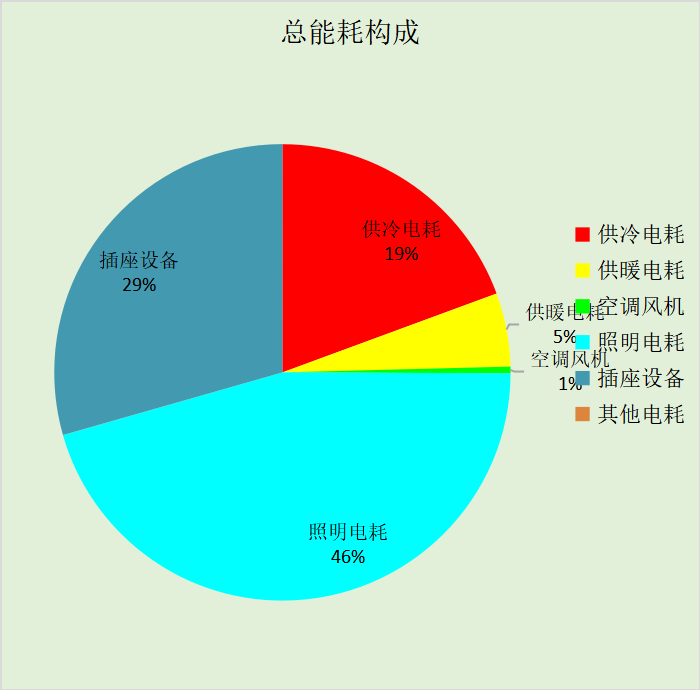 总能耗构成
供冷电耗
19%
供暖电耗
5%
空调风机
1%
照明电耗
46%
插座设备
29%
供冷电耗
供暖电耗
空调风机
照明电耗
插座设备
其他电耗